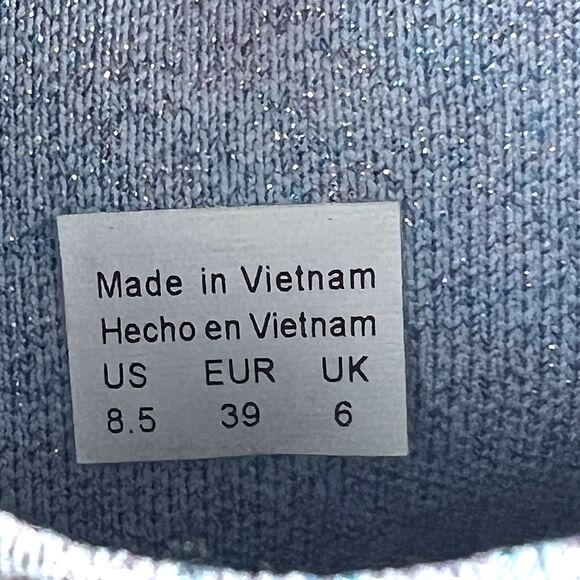 Made in Vietnam
Hecho en Vietnam
US EUR UK
8.5 39 6